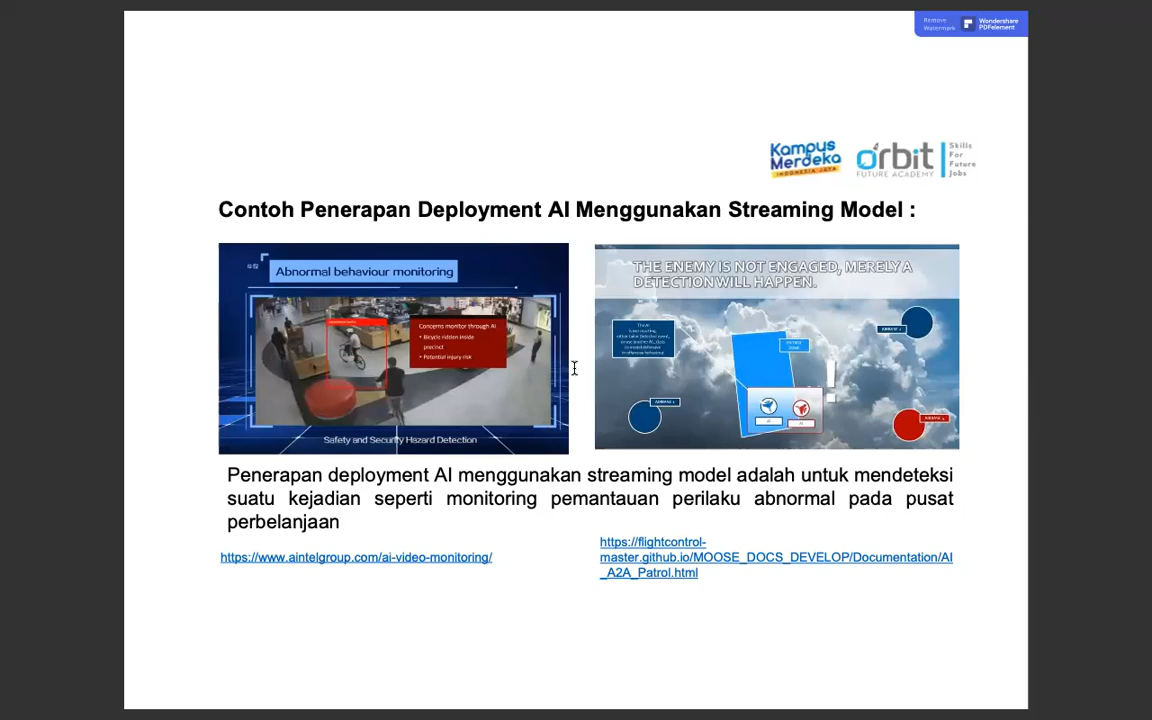 Remove
Watermark
Wondershare
PDFelement
Kampus
Merdeka
INDONESIA JAYA
Orbit
FUTURE ACADEMY
Skills
For
Future
Jobs
Contoh Penerapan Deployment AI Menggunakan Streaming Model :
Abnormal behaviour monitoring
Concerns monitor through AI
• Bicycle ridden inside
precinct
• Potential injury risk
Safety and Security Hazard Detection
THE ENEMY IS NOT ENGAGED, MERELY A
DETECTION WILL HAPPEN.
AI
AI
Penerapan deployment AI menggunakan streaming model adalah untuk mendeteksi
suatu kejadian seperti monitoring pemantauan perilaku abnormal pada pusat
perbelanjaan
https://www.aintelgroup.com/ai-video-monitoring/
https://flightcontrol-
master.github.io/MOOSE_DOCS_DEVELOP/Documentation/AI
_A2A_Patrol.html